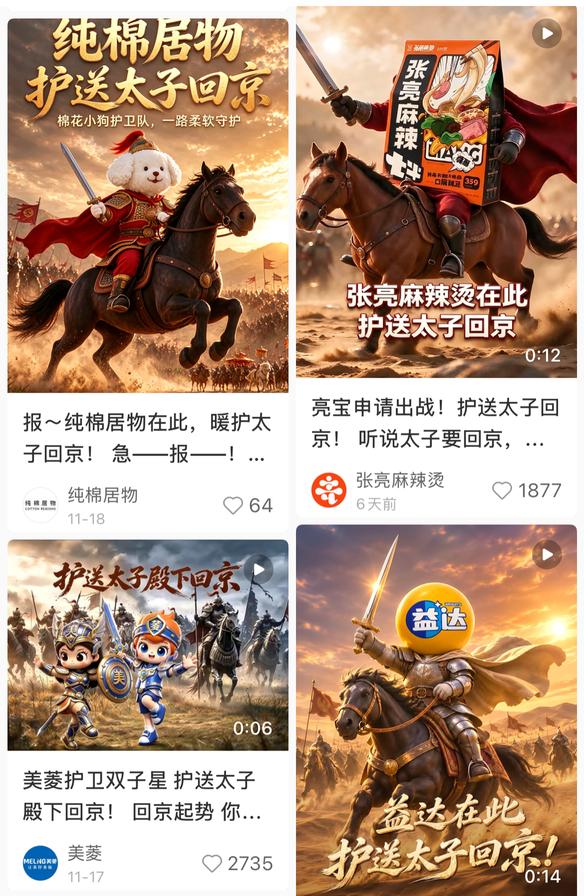 纯棉居物
护送太子回京
棉花小狗护卫队，一路柔软守护
报～纯棉居物在此，暖护太
子回京！ 急——报——！...
纯棉居物
COTTON
纯棉居物
11-18
64
张亮麻辣
359
张亮麻辣烫在此
护送太子回京
0:12
亮宝申请出战！护送太子回
京！ 听说太子要回京，...
张亮麻辣烫
6天前
1877
护送太子殿下回京
美
0:06
美菱护卫双子星 护送太子
殿下回京！ 回京起势 你...
MELNG美菱
美菱
11-17
2735
益达
益达在此
护送太子回京！
0:14